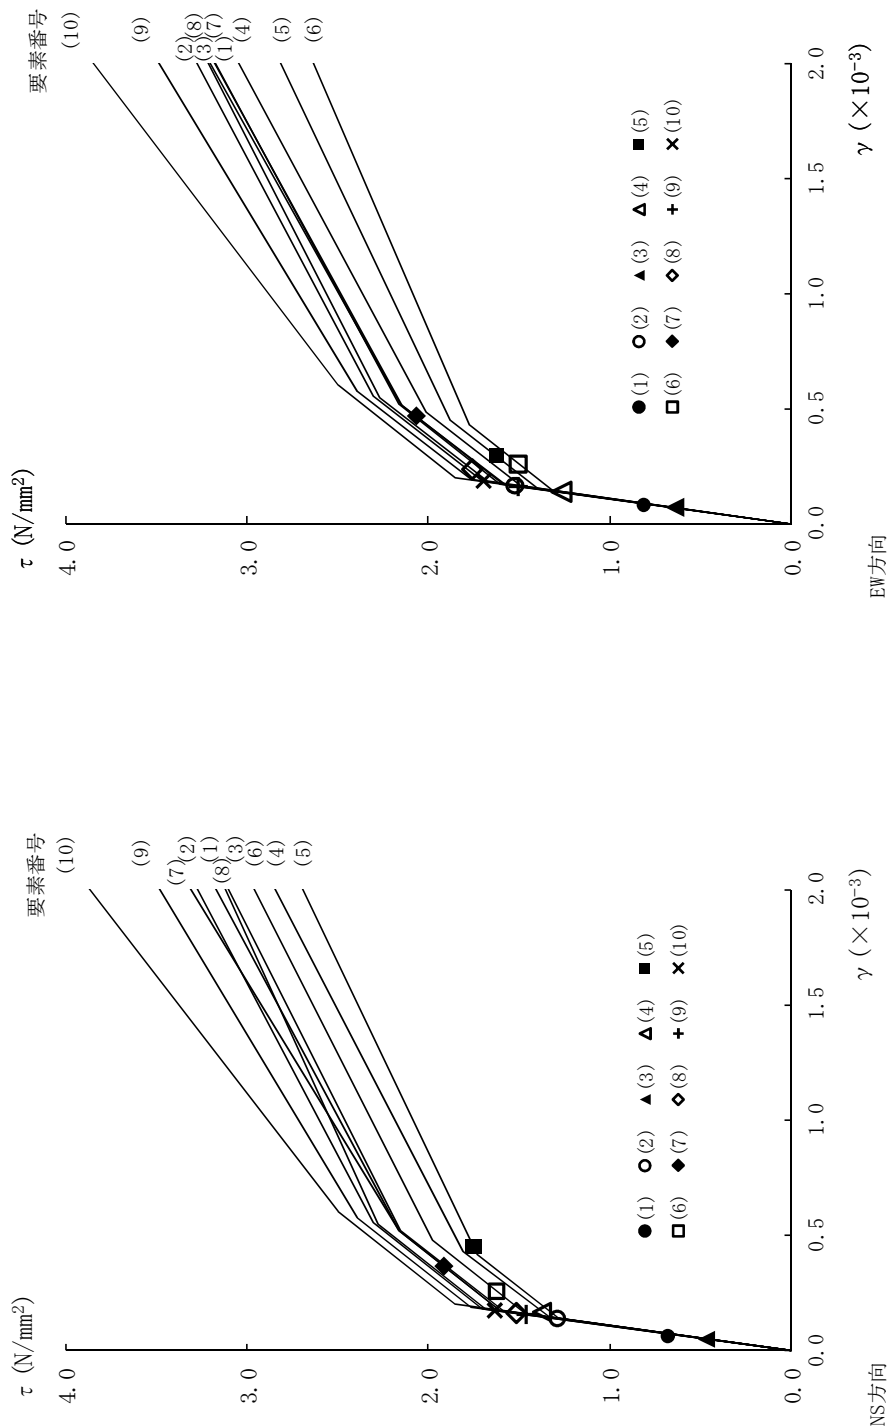 τ (N/mm²)
4.0
3.0
2.0
1.0
0.0
要素番号
(10)
(9)
(7)
(2)
(1)
(8)
(3)
(6)
(4)
(5)
●(1) ○(2) ▲(3) △(4) ■(5)
□(6) ◆(7) ◇(8) +(9) ×(10)
0.0 0.5 1.0 1.5 2.0
γ (×10⁻³)
NS方向
τ (N/mm²)
4.0
3.0
2.0
1.0
0.0
要素番号
(10)
(9)
(2)
(8)
(3)
(7)
(1)
(4)
(5)
(6)
●(1) ○(2) ▲(3) △(4) ■(5)
□(6) ◆(7) ◇(8) +(9) ×(10)
0.0 0.5 1.0 1.5 2.0
γ (×10⁻³)
EW方向